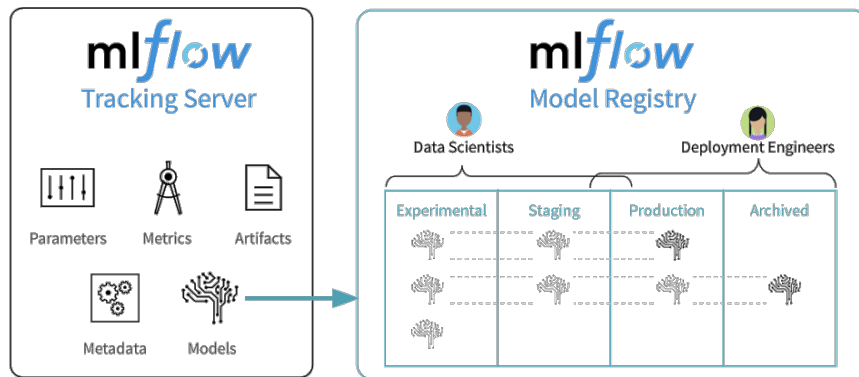 mlflow
Tracking Server
Parameters
Metrics
Artifacts
Metadata
Models
mlflow
Model Registry
Data Scientists
Deployment Engineers
Experimental
Staging
Production
Archived